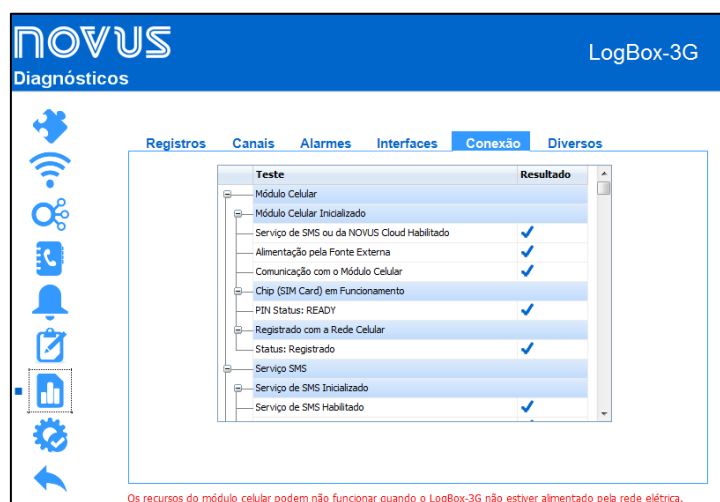 NOVUS
LogBox-3G
Diagnósticos
Registros Canais Alarmes Interfaces Conexão Diversos
Teste Resultado
Módulo Celular
Módulo Celular Inicializado
Serviço de SMS ou da NOVUS Cloud Habilitado
Alimentação pela Fonte Externa
Comunicação com o Módulo Celular
Chip (SIM Card) em Funcionamento
PIN Status: READY
Registrado com a Rede Celular
Status: Registrado
Serviço SMS
Serviço de SMS Inicializado
Serviço de SMS Habilitado
Os recursos do módulo celular podem não funcionar quando o LogBox-3G não estiver alimentado pela rede elétrica.